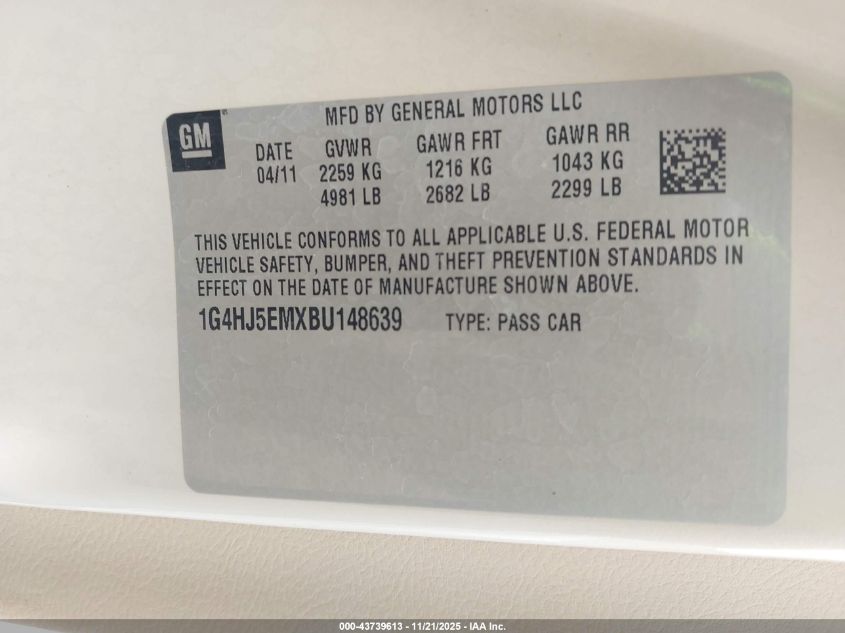 MFD BY GENERAL MOTORS LLC
GM
DATE GVWR GAWR FRT GAWR RR
04/11 2259 KG 1216 KG 1043 KG
4981 LB 2682 LB 2299 LB
THIS VEHICLE CONFORMS TO ALL APPLICABLE U.S. FEDERAL MOTOR
VEHICLE SAFETY, BUMPER, AND THEFT PREVENTION STANDARDS IN
EFFECT ON THE DATE OF MANUFACTURE SHOWN ABOVE.
1G4HJ5EMXBU148639 TYPE: PASS CAR
000-43739613 - 11/21/2025 - IAA Inc.